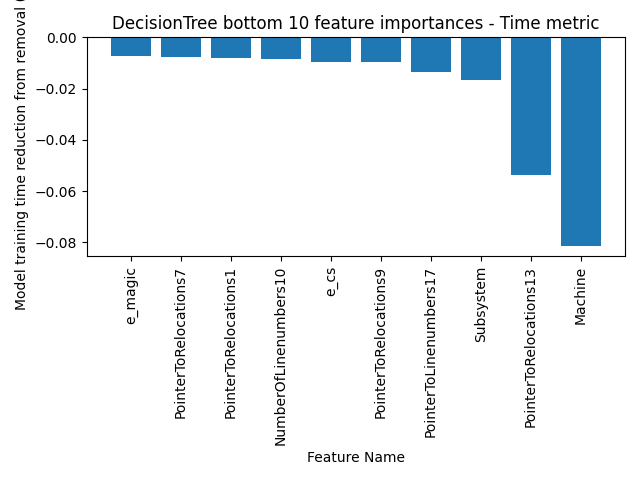 DecisionTree bottom 10 feature importances - Time metric
Model training time reduction from removal (
0.00
−0.02
−0.04
−0.06
−0.08
e_magic
PointerToRelocations7
PointerToRelocations1
NumberOfLinenumbers10
e_cs
PointerToRelocations9
PointerToLinenumbers17
Subsystem
PointerToRelocations13
Machine
Feature Name